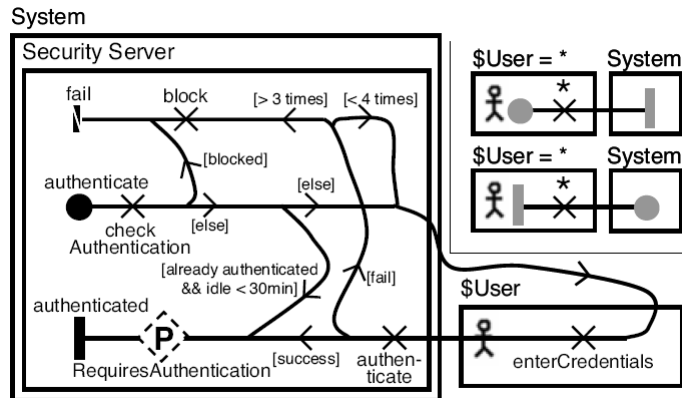 System
Security Server
fail
block
[> 3 times]
[< 4 times]
[blocked]
authenticate
[else]
check
Authentication
[else]
[already authenticated
&& idle < 30min]
[fail]
authenticated
P
RequiresAuthentication
[success]
authen-
ticate
$User = *
System
*
$User = *
System
*
$User
enterCredentials